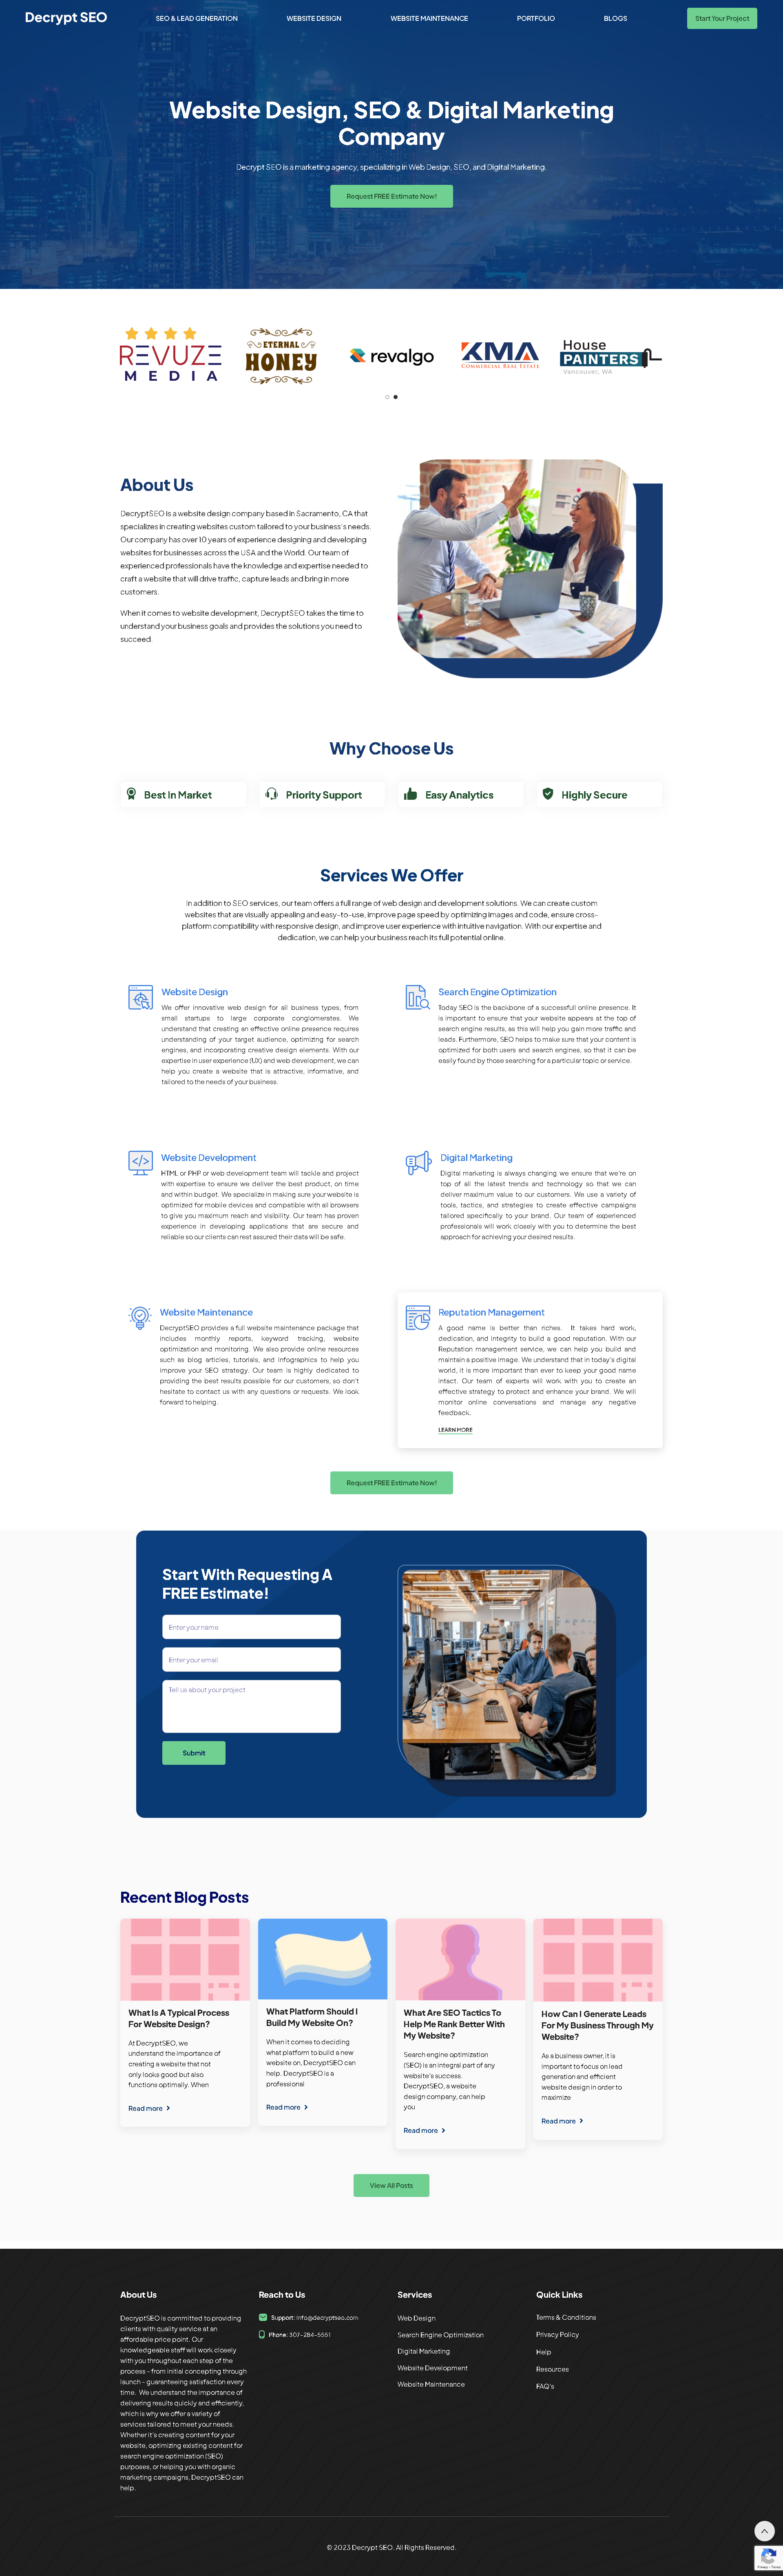 Decrypt SEO
SEO & LEAD GENERATION
WEBSITE DESIGN
WEBSITE MAINTENANCE
PORTFOLIO
BLOGS
Start Your Project
Website Design, SEO & Digital Marketing
Company
Decrypt SEO is a marketing agency, specializing in Web Design, SEO, and Digital Marketing.
Request FREE Estimate Now!
REVUZE
MEDIA
ETERNAL
HONEY
revalgo
KMA
COMMERCIAL REAL ESTATE
House
PAINTERS
Vancouver, WA
About Us
DecryptSEO is a website design company based in Sacramento, CA that
specializes in creating websites custom tailored to your business's needs.
Our company has over 10 years of experience designing and developing
websites for businesses across the USA and the World. Our team of
experienced professionals have the knowledge and expertise needed to
craft a website that will drive traffic, capture leads and bring in more
customers.
When it comes to website development, DecryptSEO takes the time to
understand your business goals and provides the solutions you need to
succeed.
Why Choose Us
Best In Market
Priority Support
Easy Analytics
Highly Secure
Services We Offer
In addition to SEO services, our team offers a full range of web design and development solutions. We can create custom
websites that are visually appealing and easy-to-use, improve page speed by optimizing images and code, ensure cross-
platform compatibility with responsive design, and improve user experience with intuitive navigation. With our expertise and
dedication, we can help your business reach its full potential online.
Website Design
We offer innovative web design for all business types, from
small startups to large corporate conglomerates. We
understand that creating an effective online presence requires
understanding of your target audience, optimizing for search
engines, and incorporating creative design elements. With our
expertise in user experience (UX) and web development, we can
help you create a website that is attractive, informative, and
tailored to the needs of your business.
Search Engine Optimization
Today SEO is the backbone of a successfull online presence. It
is important to ensure that your website appears at the top of
search engine results, as this will help you gain more traffic and
leads. Furthermore, SEO helps to make sure that your content is
optimized for both users and search engines, so that it can be
easily found by those searching for a particular topic or service.
Website Development
HTML or PHP or web development team will tackle and project
with expertise to ensure we deliver the best product, on time
and within budget. We specialize in making sure your website is
optimized for mobile devices and compatible with all browsers
to give you maximum reach and visibility. Our team has proven
experience in developing applications that are secure and
reliable so our clients can rest assured their data will be safe.
Digital Marketing
Digital marketing is always changing we ensure that we're on
top of all the latest trends and technology so that we can
deliver maximum value to our customers. We use a variety of
tools, tactics, and strategies to create effective campaigns
tailored specifically to your brand. Our team of experienced
professionals will work closely with you to determine the best
approach for achieving your desired results.
Website Maintenance
DecryptSEO provides a full website maintenance package that
includes monthly reports, keyword tracking, website
optimization and monitoring. We also provide online resources
such as blog articles, tutorials, and infographics to help you
improve your SEO strategy. Our team is highly dedicated to
providing the best results possible for our customers, so don't
hesitate to contact us with any questions or requests. We look
forward to helping.
Reputation Management
A good name is better than riches. It takes hard work,
dedication, and integrity to build a good reputation. With our
Reputation management service, we can help you build and
maintain a positive image. We understand that in today's digital
world, it is more important than ever to keep your good name
intact. Our team of experts will work with you to create an
effective strategy to protect and enhance your brand. We will
monitor online conversations and manage any negative
feedback.
LEARN MORE
Request FREE Estimate Now!
Start With Requesting A
FREE Estimate!
Enter your name
Enter your email
Tell us about your project
Submit
Recent Blog Posts
What Is A Typical Process
For Website Design?
At DecryptSEO, we
understand the importance of
creating a website that not
only looks good but also
functions optimally. When
Read more
What Platform Should I
Build My Website On?
When it comes to deciding
what platform to build a new
website on, DecryptSEO can
help. DecryptSEO is a
professional
Read more
What Are SEO Tactics To
Help Me Rank Better With
My Website?
Search engine optimization
(SEO) is an integral part of any
website's success.
DecryptSEO, a website
design company, can help
you
Read more
How Can I Generate Leads
For My Business Through My
Website?
As a business owner, it is
important to focus on lead
generation and efficient
website design in order to
maximize
Read more
View All Posts
About Us
DecryptSEO is committed to providing
clients with quality service at an
affordable price point. Our
knowledgeable staff will work closely
with you throughout each step of the
process - from initial concepting through
launch - guaranteeing satisfaction every
time. We understand the importance of
delivering results quickly and efficiently,
which is why we offer a variety of
services tailored to meet your needs.
Whether it's creating content for your
website, optimizing existing content for
search engine optimization (SEO)
purposes, or helping you with organic
marketing campaigns, DecryptSEO can
help.
Reach to Us
Support: info@decryptseo.com
Phone: 307-284-5551
Services
Web Design
Search Engine Optimization
Digital Marketing
Website Development
Website Maintenance
Quick Links
Terms & Conditions
Privacy Policy
Help
Resources
FAQ's
© 2023 Decrypt SEO. All Rights Reserved.
Privacy - Terms